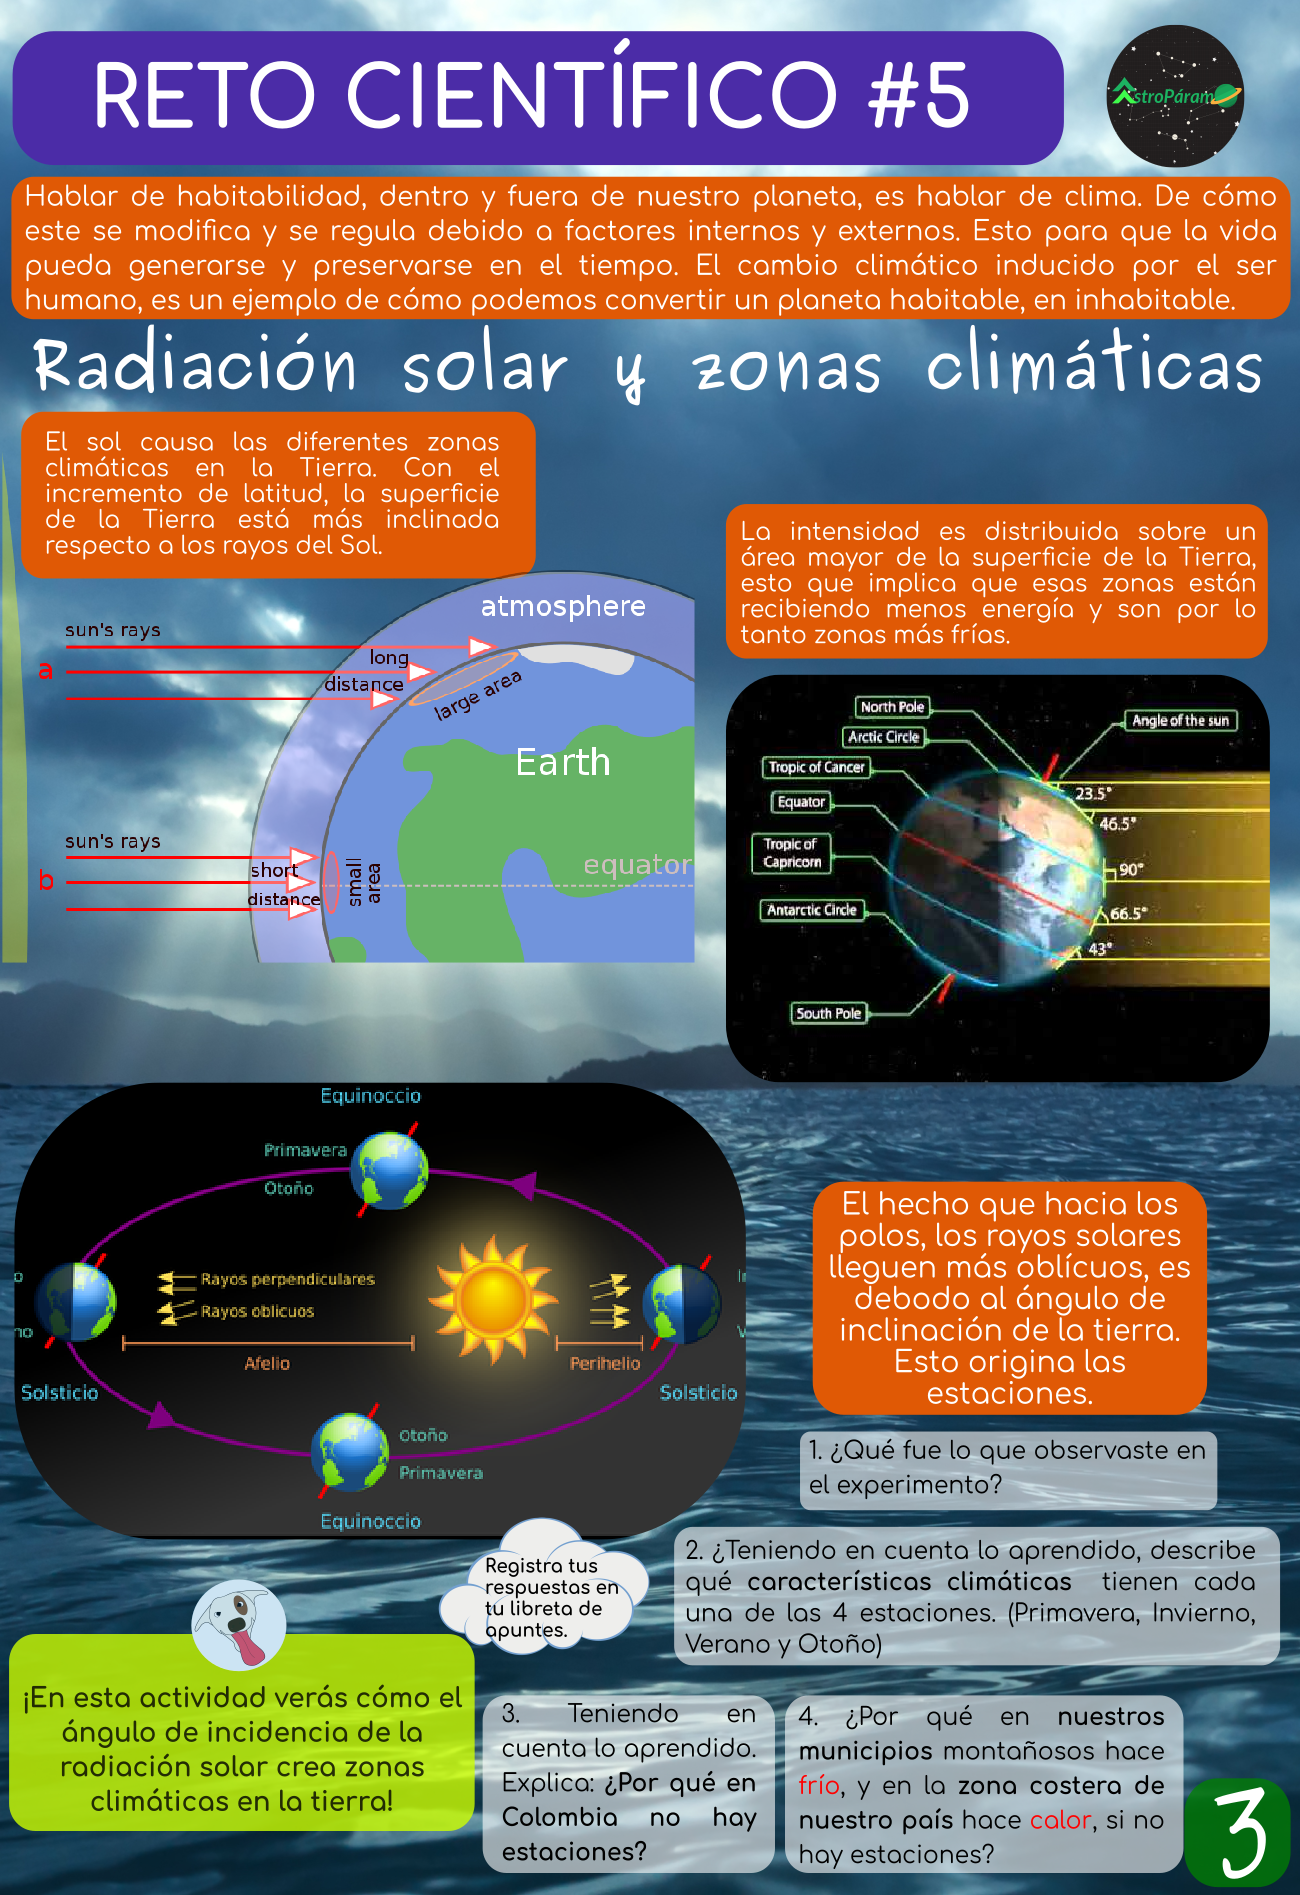 RETO CIENTÍFICO #5
stroPáram
Hablar de habitabilidad, dentro y fuera de nuestro planeta, es hablar de clima. De cómo
este se modifica y se regula debido a factores internos y externos. Esto para que la vida
pueda generarse y preservarse en el tiempo. El cambio climático inducido por el ser
humano, es un ejemplo de cómo podemos convertir un planeta habitable, en inhabitable.
Radiación solar y zonas climáticas
El sol causa las diferentes zonas
climáticas en la Tierra. Con el
incremento de latitud, la superficie
de la Tierra está más inclinada
respecto a los rayos del Sol.
La intensidad es distribuida sobre un
área mayor de la superficie de la Tierra,
esto que implica que esas zonas están
recibiendo menos energía y son por lo
tanto zonas más frías.
atmosphere
sun's rays
a
long
distance
large area
Earth
sun's rays
b
short
distance
small
area
equator
North Pole
Arctic Circle
Angle of the sun
Tropic of Cancer
Equator
Tropic of
Capricorn
Antarctic Circle
South Pole
23.5°
46.5°
90°
66.5°
43°
Equinoccio
Primavera
Otoño
o
no
Rayos perpendiculares
Rayos oblicuos
Afelio
Perihelio
Solsticio
Solsticio
Otoño
Primavera
Equinoccio
El hecho que hacia los
polos, los rayos solares
lleguen más oblícuos, es
debodo al ángulo de
inclinación de la tierra.
Esto origina las
estaciones.
1. ¿Qué fue lo que observaste en
el experimento?
Registra tus
respuestas en
tu libreta de
apuntes.
2. ¿Teniendo en cuenta lo aprendido, describe
qué características climáticas tienen cada
una de las 4 estaciones. (Primavera, Invierno,
Verano y Otoño)
¡En esta actividad verás cómo el
ángulo de incidencia de la
radiación solar crea zonas
climáticas en la tierra!
3. Teniendo en
cuenta lo aprendido.
Explica: ¿Por qué en
Colombia no hay
estaciones?
4. ¿Por qué en nuestros
municipios montañosos hace
frío, y en la zona costera de
nuestro país hace calor, si no
hay estaciones?
3